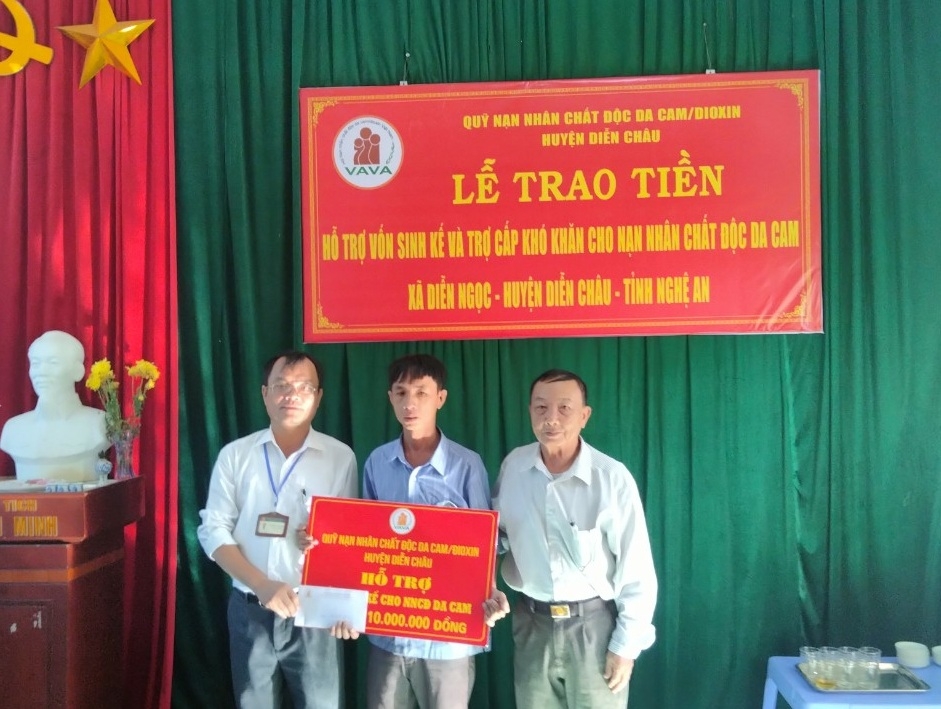 QUỸ NẠN NHÂN CHẤT ĐỘC DA CAM/DIOXIN
HUYỆN DIỄN CHÂU
VAVA
LỄ TRAO TIỀN
HỖ TRỢ VỐN SINH KẾ VÀ TRỢ CẤP KHÓ KHĂN CHO NẠN NHÂN CHẤT ĐỘC DA CAM
XÃ DIỄN NGỌC - HUYỆN DIỄN CHÂU - TỈNH NGHỆ AN
VAVA
QUỸ NẠN NHÂN CHẤT ĐỘC DA CAM/DIOXIN
HUYỆN DIỄN CHÂU
HỖ TRỢ
KẾ CHO NNCĐ DA CAM
10.000.000 ĐỒNG
MINH